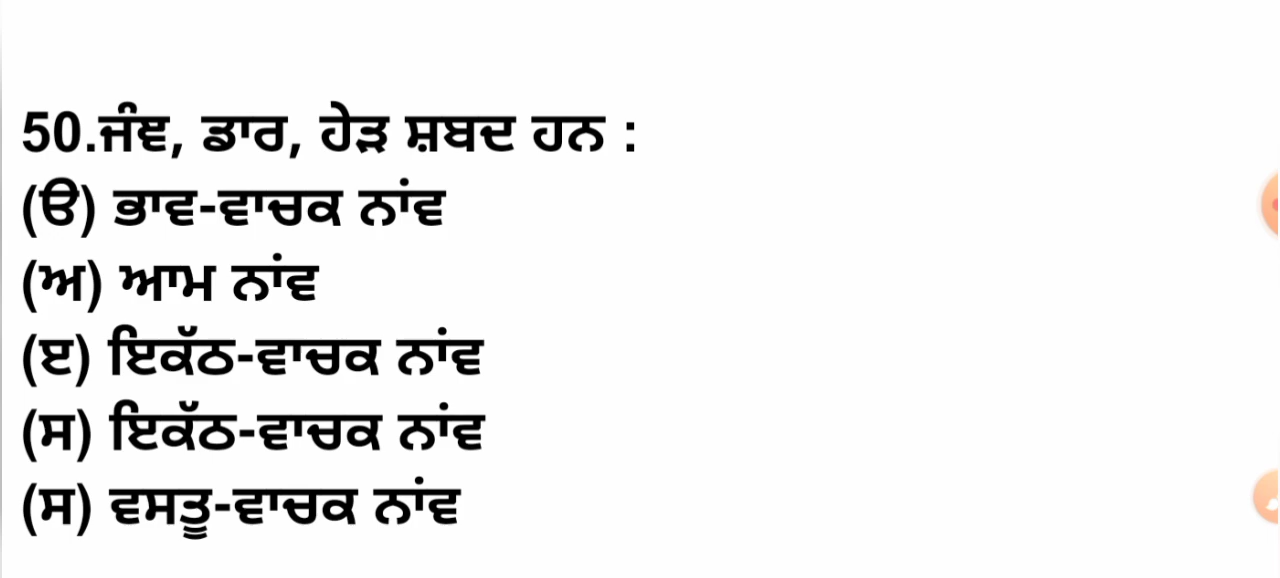 50.ਜੰਞ, ਡਾਰ, ਹੇੜ ਸ਼ਬਦ ਹਨ :
(ੳ) ਭਾਵ-ਵਾਚਕ ਨਾਂਵ
(ਅ) ਆਮ ਨਾਂਵ
(ੲ) ਇਕੱਠ-ਵਾਚਕ ਨਾਂਵ
(ਸ) ਇਕੱਠ-ਵਾਚਕ ਨਾਂਵ
(ਸ) ਵਸਤੂ-ਵਾਚਕ ਨਾਂਵ